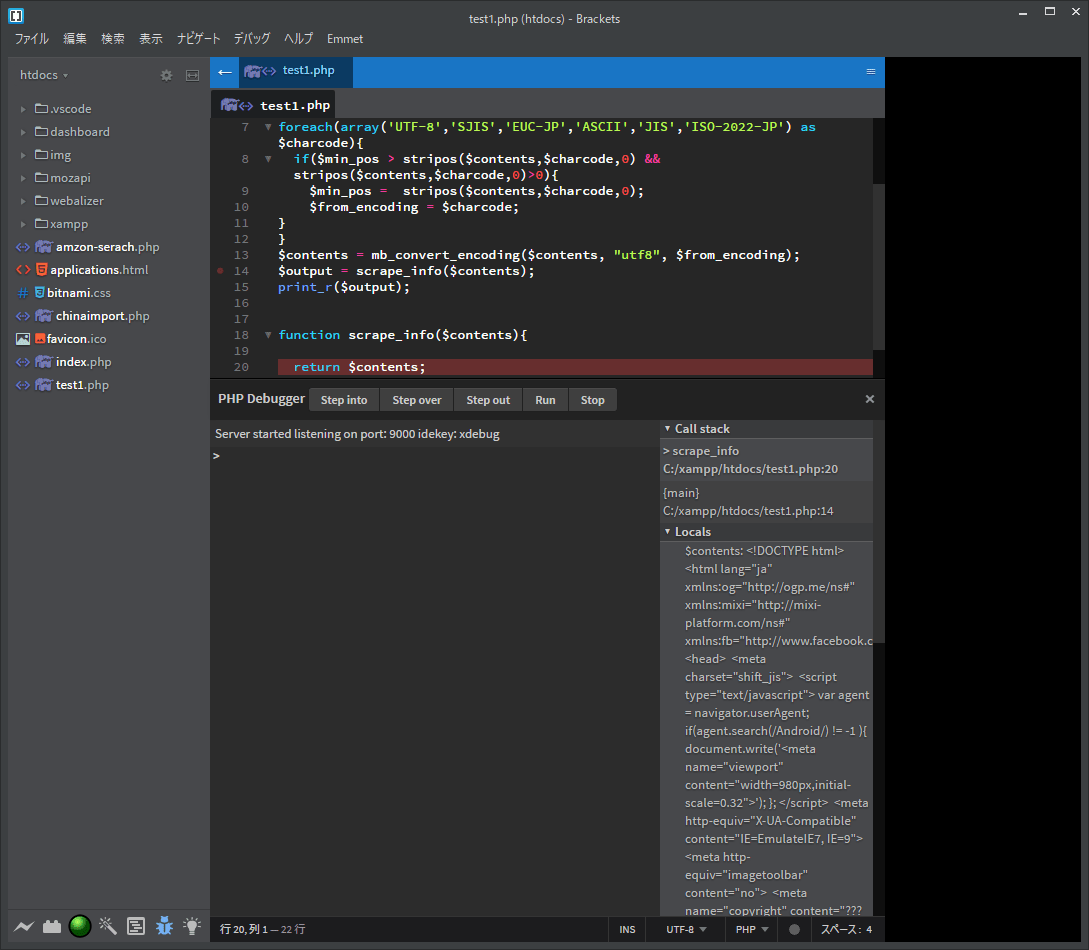 test1.php (htdocs) - Brackets
ファイル 編集 検索 表示 ナビゲート デバッグ ヘルプ Emmet
htdocs
.vscode
dashboard
img
mozapi
webalizer
xampp
amzon-serach.php
applications.html
bitnami.css
chinaimport.php
favicon.ico
index.php
test1.php
test1.php
test1.php
7 foreach(array('UTF-8','SJIS','EUC-JP','ASCII','JIS','ISO-2022-JP') as
$charcode){
8 if($min_pos > stripos($contents,$charcode,0) &&
stripos($contents,$charcode,0)>0){
9 $min_pos =  stripos($contents,$charcode,0);
10 $from_encoding = $charcode;
11 }
12 }
13 $contents = mb_convert_encoding($contents, "utf8", $from_encoding);
14 $output = scrape_info($contents);
15 print_r($output);
16
17
18 function scrape_info($contents){
19
20 return $contents;
PHP Debugger Step into Step over Step out Run Stop
Server started listening on port: 9000 idekey: xdebug
>
Call stack
> scrape_info
C:/xampp/htdocs/test1.php:20
{main}
C:/xampp/htdocs/test1.php:14
Locals
$contents: <!DOCTYPE html>
<html lang="ja"
xmlns:og="http://ogp.me/ns#"
xmlns:mixi="http://mixi-
platform.com/ns#"
xmlns:fb="http://www.facebook.c
<head> <meta
charset="shift_jis"> <script
type="text/javascript"> var agent
= navigator.userAgent;
if(agent.search(/Android/) != -1 ){
document.write('<meta
name="viewport"
content="width=980px,initial-
scale=0.32">'); }; </script> <meta
http-equiv="X-UA-Compatible"
content="IE=EmulateIE7, IE=9">
<meta http-
equiv="imagetoolbar"
content="no"> <meta
name="copyright" content="???
行 20, 列 1 — 22 行 INS UTF-8 PHP スペース: 4